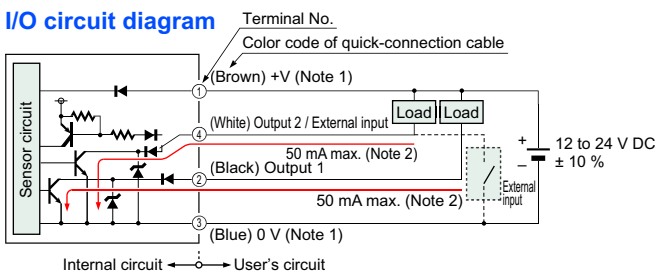 I/O circuit diagram
Terminal No.
Color code of quick-connection cable
1
(Brown) +V (Note 1)
Sensor circuit
Load
Load
4
(White) Output 2 / External input
+
12 to 24 V DC
± 10 %
–
50 mA max. (Note 2)
2
(Black) Output 1
External
input
50 mA max. (Note 2)
3
(Blue) 0 V (Note 1)
Internal circuit
User's circuit